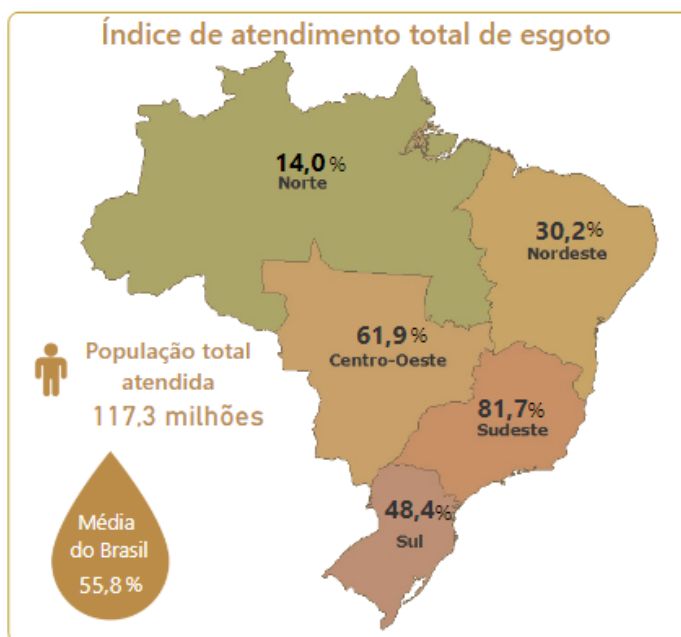 Índice de atendimento total de esgoto
14,0 %
Norte
30,2%
Nordeste
61,9 %
Centro-Oeste
81,7%
Sudeste
48,4%
Sul
População total
atendida
117,3 milhões
Média
do Brasil
55,8 %